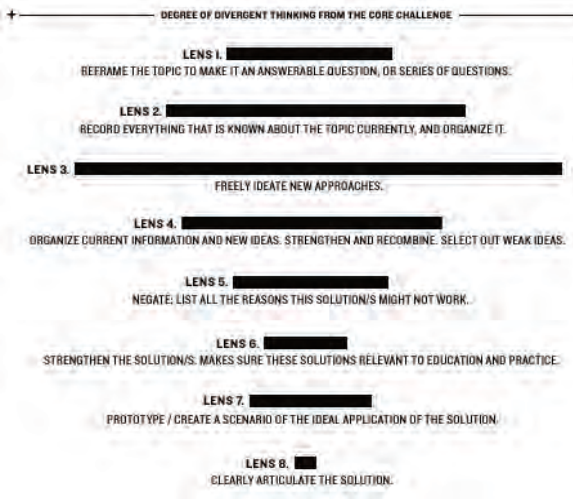 + DEGREE OF DIVERGENT THINKING FROM THE CORE CHALLENGE
LENS 1.
REFRAME THE TOPIC TO MAKE IT AN ANSWERABLE QUESTION, OR SERIES OF QUESTIONS.
LENS 2.
RECORD EVERYTHING THAT IS KNOWN ABOUT THE TOPIC CURRENTLY, AND ORGANIZE IT.
LENS 3.
FREELY IDEATE NEW APPROACHES.
LENS 4.
ORGANIZE CURRENT INFORMATION AND NEW IDEAS. STRENGTHEN AND RECOMBINE. SELECT OUT WEAK IDEAS.
LENS 5.
NEGATE: LIST ALL THE REASONS THIS SOLUTION/S MIGHT NOT WORK.
LENS 6.
STRENGTHEN THE SOLUTION/S. MAKES SURE THESE SOLUTIONS RELEVANT TO EDUCATION AND PRACTICE.
LENS 7.
PROTOTYPE / CREATE A SCENARIO OF THE IDEAL APPLICATION OF THE SOLUTION.
LENS 8.
CLEARLY ARTICULATE THE SOLUTION.